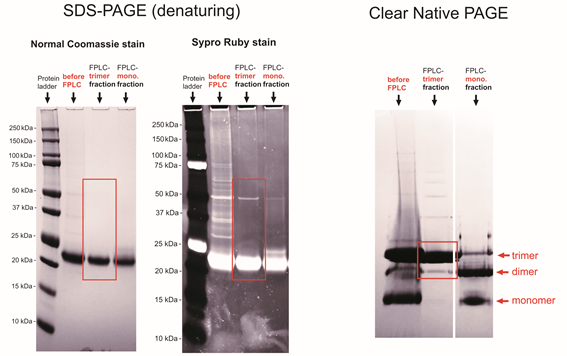 SDS-PAGE (denaturing)
Normal Coomassie stain
Protein
ladder
before
FPLC
FPLC-
trimer
fraction
FPLC-
mono.
fraction
250 kDa
150 kDa
100 kDa
75 kDa
50 kDa
37 kDa
25 kDa
20 kDa
15 kDa
10 kDa
Sypro Ruby stain
Protein
ladder
before
FPLC
FPLC-
trimer
fraction
FPLC-
mono.
fraction
250 kDa
150 kDa
100 kDa
75 kDa
50 kDa
37 kDa
25 kDa
20 kDa
15 kDa
10 kDa
Clear Native PAGE
before
FPLC
FPLC-
trimer
fraction
FPLC-
mono.
fraction
trimer
dimer
monomer